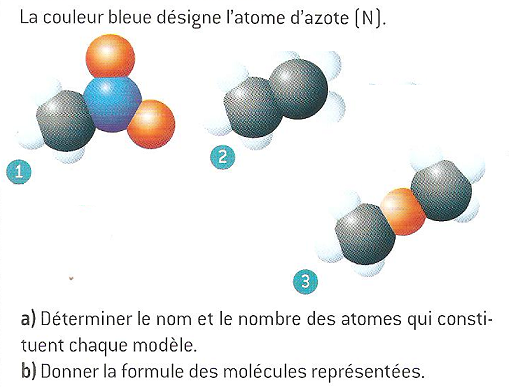 La couleur bleue désigne l'atome d'azote (N).
1
2
3
a) Déterminer le nom et le nombre des atomes qui consti-
tuent chaque modèle.
b) Donner la formule des molécules représentées.